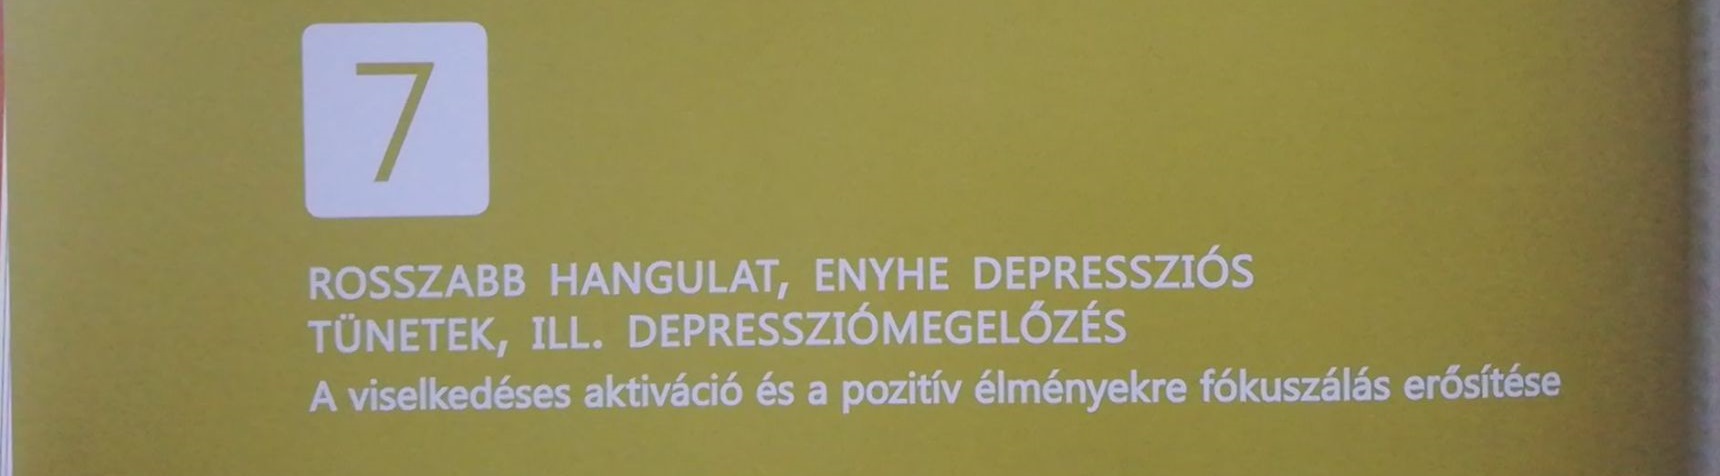 7
ROSSZABB HANGULAT, ENYHE DEPRESSZIÓS
TÜNETEK, ILL. DEPRESSZIÓMEGELŐZÉS
A viselkedéses aktiváció és a pozitív élményekre fókuszálás erősítése